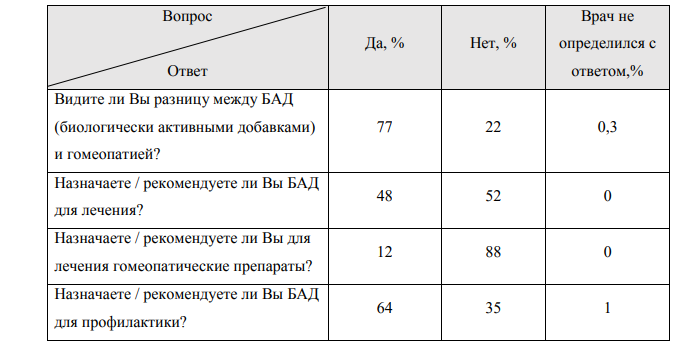 Вопрос
Ответ
Да, %
Нет, %
Врач не
определился с
ответом,%
Видите ли Вы разницу между БАД
(биологически активными добавками)
и гомеопатией?
77
22
0,3
Назначаете / рекомендуете ли Вы БАД
для лечения?
48
52
0
Назначаете / рекомендуете ли Вы для
лечения гомеопатические препараты?
12
88
0
Назначаете / рекомендуете ли Вы БАД
для профилактики?
64
35
1